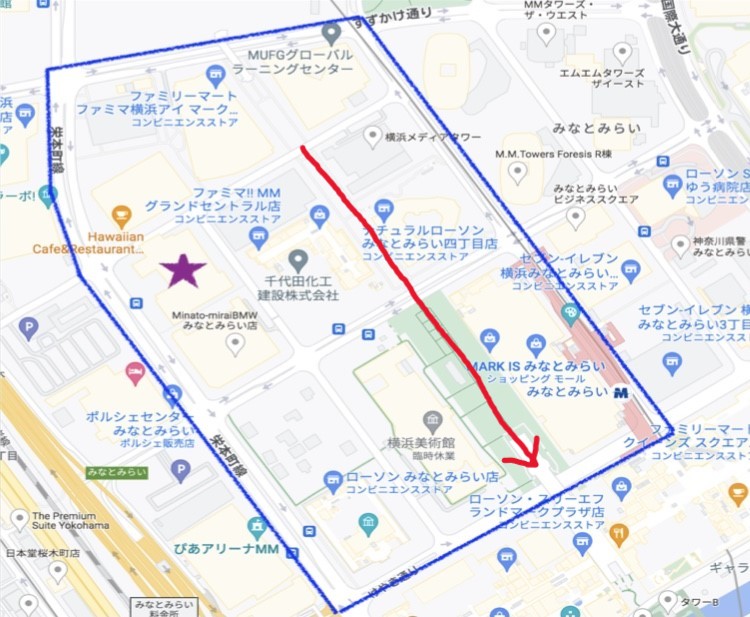 すずかけ通り
MMタワーズ・
ザ・ウエスト
国際大通り
MUFGグローバル
ラーニングセンター
エムエムタワーズ
ザイースト
ファミリーマート
ファミマ横浜アイ マーク...
コンビニエンスストア
浜
店
ア
栄本町線
横浜メディアタワー
みなとみらい
M.M.Towers Foresis R棟
ローソン S
ゆう病院店
コンビニエン
みなとみらい
ビジネススクエア
ラーボ!
ファミマ!! MM
グランドセントラル店
コンビニエンスストア
Hawaiian
Cafe&Restaurant...
ナチュラルローソン
みなとみらい四丁目店
コンビニエンスストア
神奈川県警
みなとみら
セブン-イレブン
横浜みなとみらい...
コンビニエンスストア
千代田化工
建設株式会社
Minato-miraiBMW
みなとみらい店
セブン-イレブン 横
みなとみらい3丁目
コンビニエンスス
P
MARK IS みなとみらい
ショッピング モール
みなとみらい
ポルシェセンター
みなとみらい
ポルシェ販売店
栄本町線
横浜美術館
臨時休業
ファミリーマート
クイーンズ スクエア
コンビニエンスストア
丁目
みなとみらい
P
ローソン みなとみらい店
コンビニエンスストア
ローソン・スリーエフ
ランドマークプラザ店
コンビニエンスストア
The Premium
Suite Yokohama
日本堂桜木町店
ぴあアリーナMM
けやき通り
ギャラ
みなとみらい
料金所
タワーB